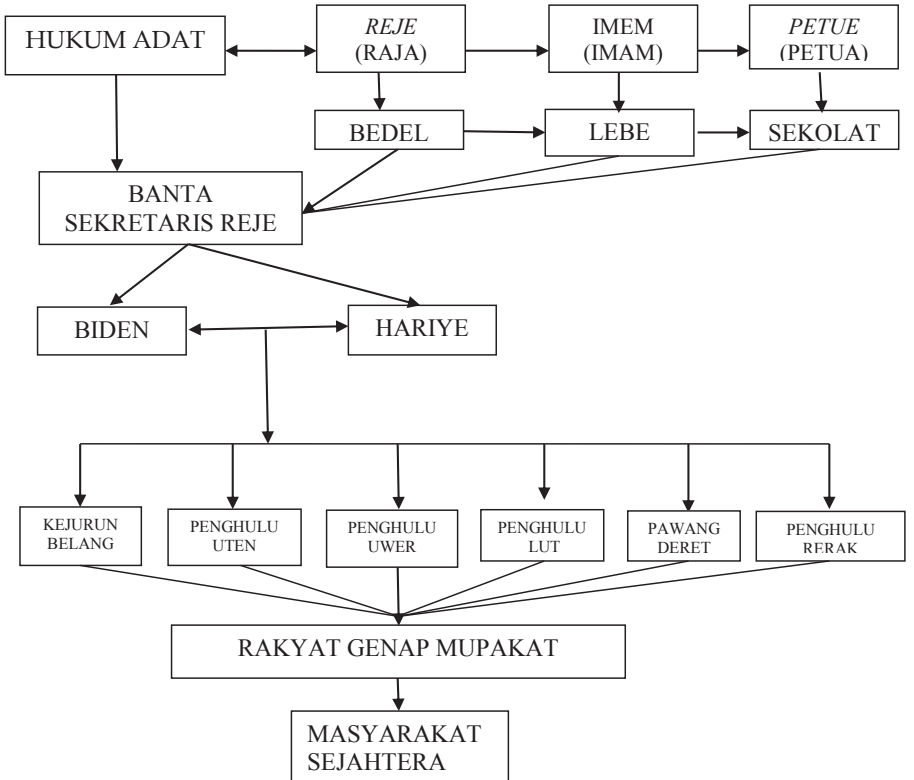 HUKUM ADAT
REJE
(RAJA)
IMEM
(IMAM)
PETUE
(PETUA)
BEDEL
LEBE
SEKOLAT
BANTA
SEKRETARIS REJE
BIDEN
HARIYE
KEJURUN
BELANG
PENGHULU
UTEN
PENGHULU
UWER
PENGHULU
LUT
PAWANG
DERET
PENGHULU
RERAK
RAKYAT GENAP MUPAKAT
MASYARAKAT
SEJAHTERA